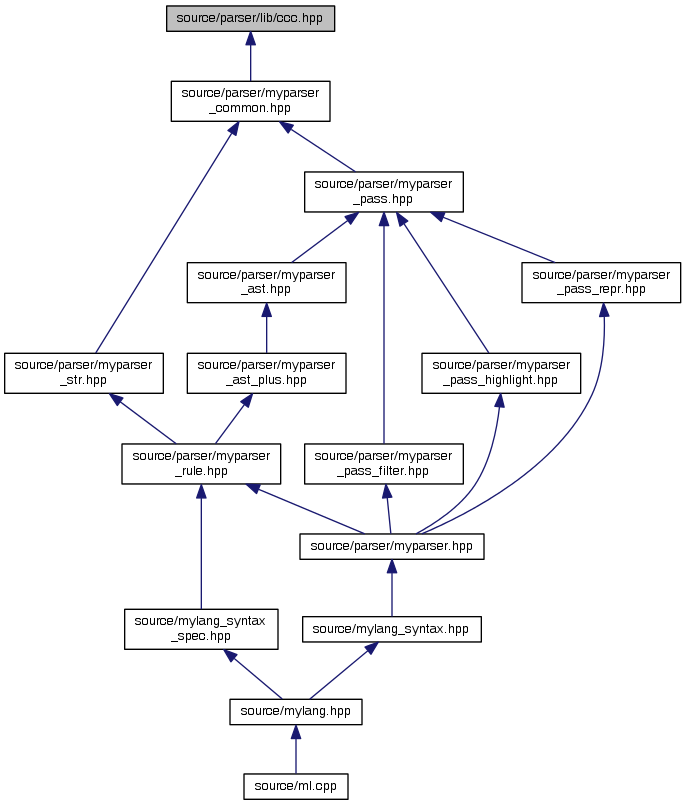 source/parser/lib/ccc.hpp
source/parser/myparser
_common.hpp
source/parser/myparser
_pass.hpp
source/parser/myparser
_ast.hpp
source/parser/myparser
_pass_repr.hpp
source/parser/myparser
_str.hpp
source/parser/myparser
_ast_plus.hpp
source/parser/myparser
_pass_highlight.hpp
source/parser/myparser
_rule.hpp
source/parser/myparser
_pass_filter.hpp
source/parser/myparser.hpp
source/mylang_syntax
_spec.hpp
source/mylang_syntax.hpp
source/mylang.hpp
source/ml.cpp